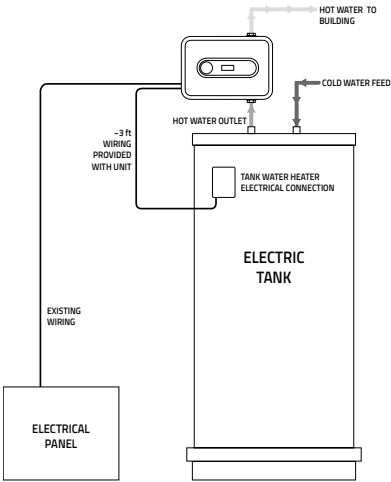 HOT WATER TO
BUILDING
COLD WATER FEED
HOT WATER OUTLET
~3 ft
WIRING
PROVIDED
WITH UNIT
TANK WATER HEATER
ELECTRICAL CONNECTION
ELECTRIC
TANK
EXISTING
WIRING
ELECTRICAL
PANEL